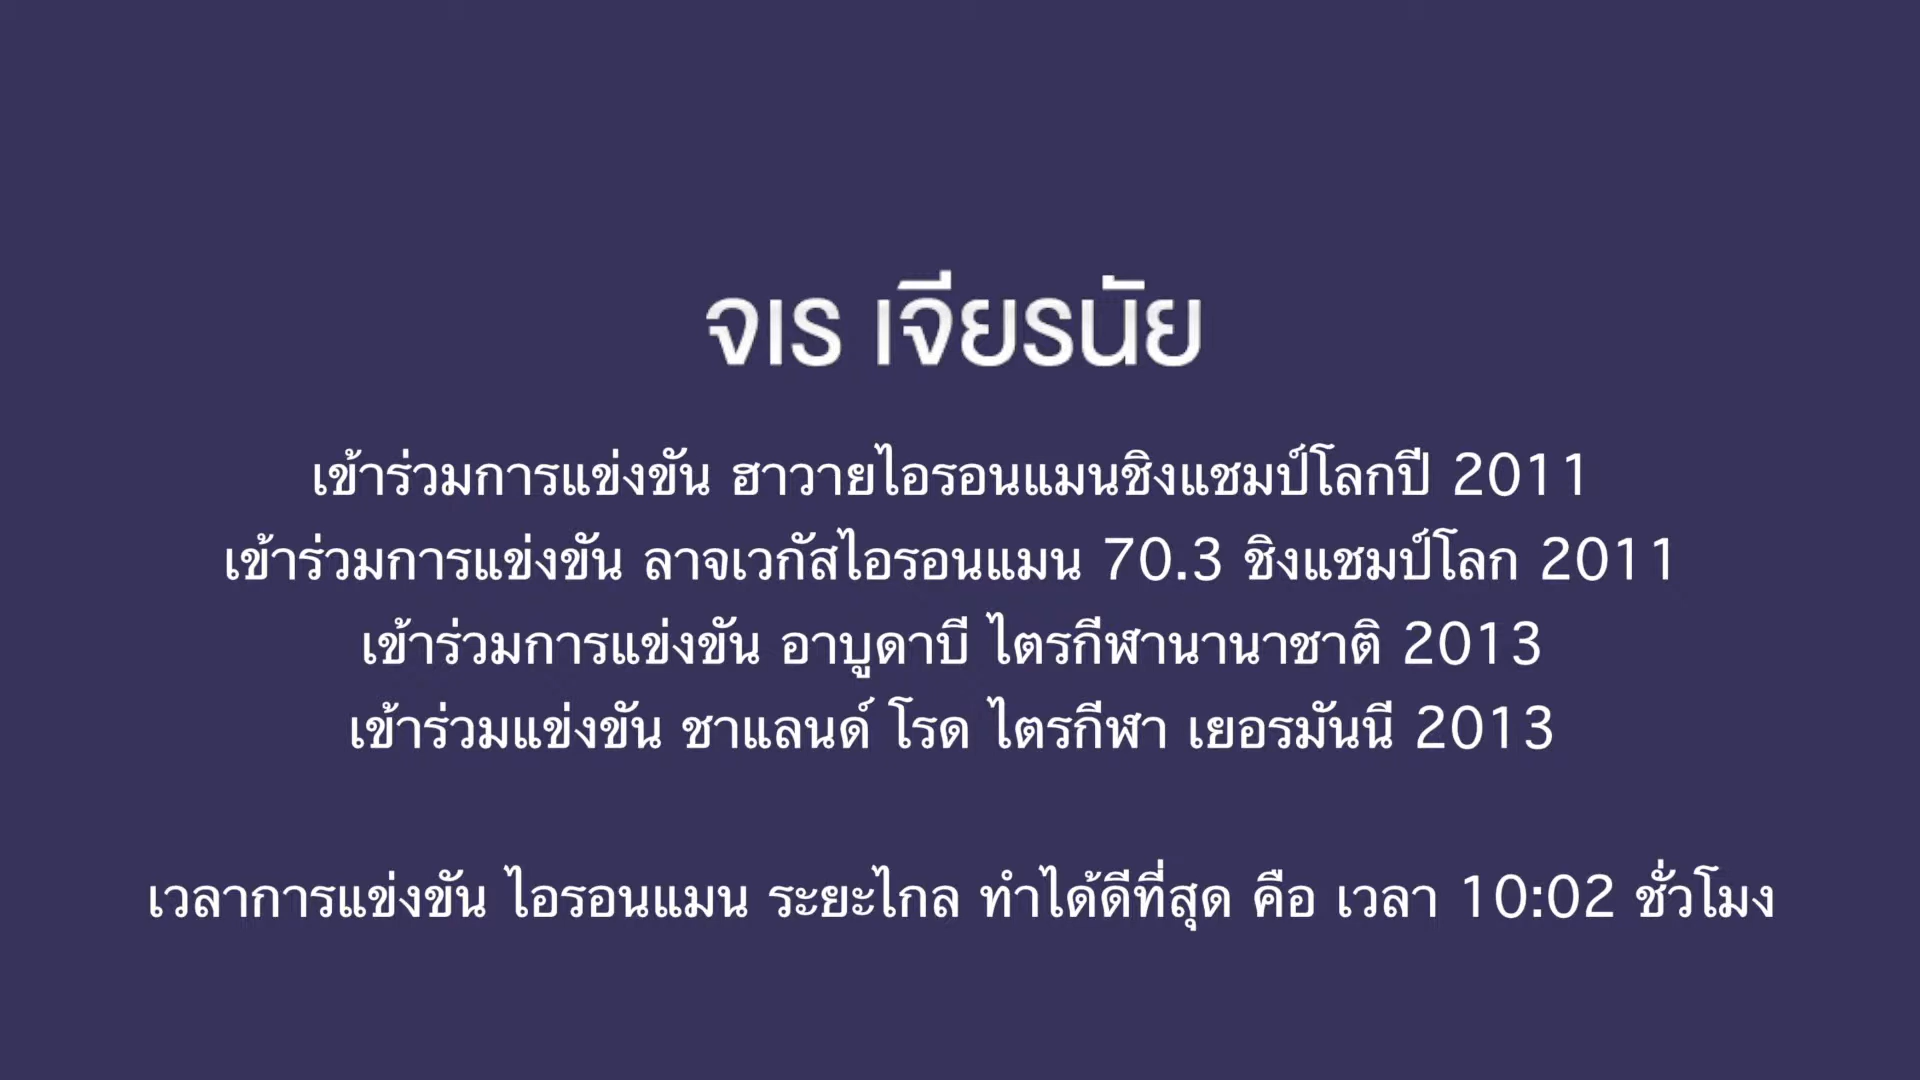 จเร เจียรนัย
เข้าร่วมการแข่งขัน ฮาวายไอรอนแมนชิงแชมป์โลกปี 2011
เข้าร่วมการแข่งขัน ลาจเวกัสไอรอนแมน 70.3 ชิงแชมป์โลก 2011
เข้าร่วมการแข่งขัน อาบูดาบี ไตรกีฬานานาชาติ 2013
เข้าร่วมแข่งขัน ชาแลนด์ โรด ไตรกีฬา เยอรมันนี 2013
เวลาการแข่งขัน ไอรอนแมน ระยะไกล ทำได้ดีที่สุด คือ เวลา 10:02 ชั่วโมง